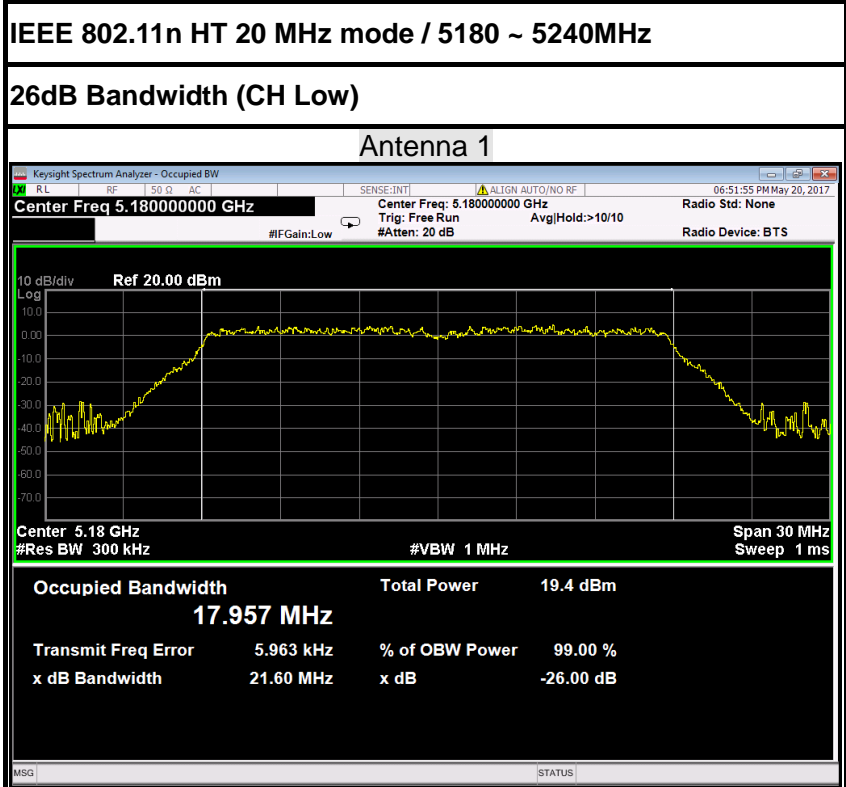 IEEE 802.11n HT 20 MHz mode / 5180 ~ 5240MHz
26dB Bandwidth (CH Low)
Antenna 1
Keysight Spectrum Analyzer - Occupied BW
LXI RL RF 50 Ω AC SENSE:INT ALIGN AUTO/NO RF 06:51:55 PM May 20, 2017
Center Freq 5.180000000 GHz Center Freq: 5.180000000 GHz Radio Std: None
Trig: Free Run Avg|Hold:>10/10
#IFGain:Low #Atten: 20 dB Radio Device: BTS
10 dB/div Ref 20.00 dBm
Log
10.0
0.00
-10.0
-20.0
-30.0
-40.0
-50.0
-60.0
-70.0
Center 5.18 GHz Span 30 MHz
#Res BW 300 kHz #VBW 1 MHz Sweep 1 ms
Occupied Bandwidth Total Power 19.4 dBm
17.957 MHz
Transmit Freq Error 5.963 kHz % of OBW Power 99.00 %
x dB Bandwidth 21.60 MHz x dB -26.00 dB
MSG STATUS